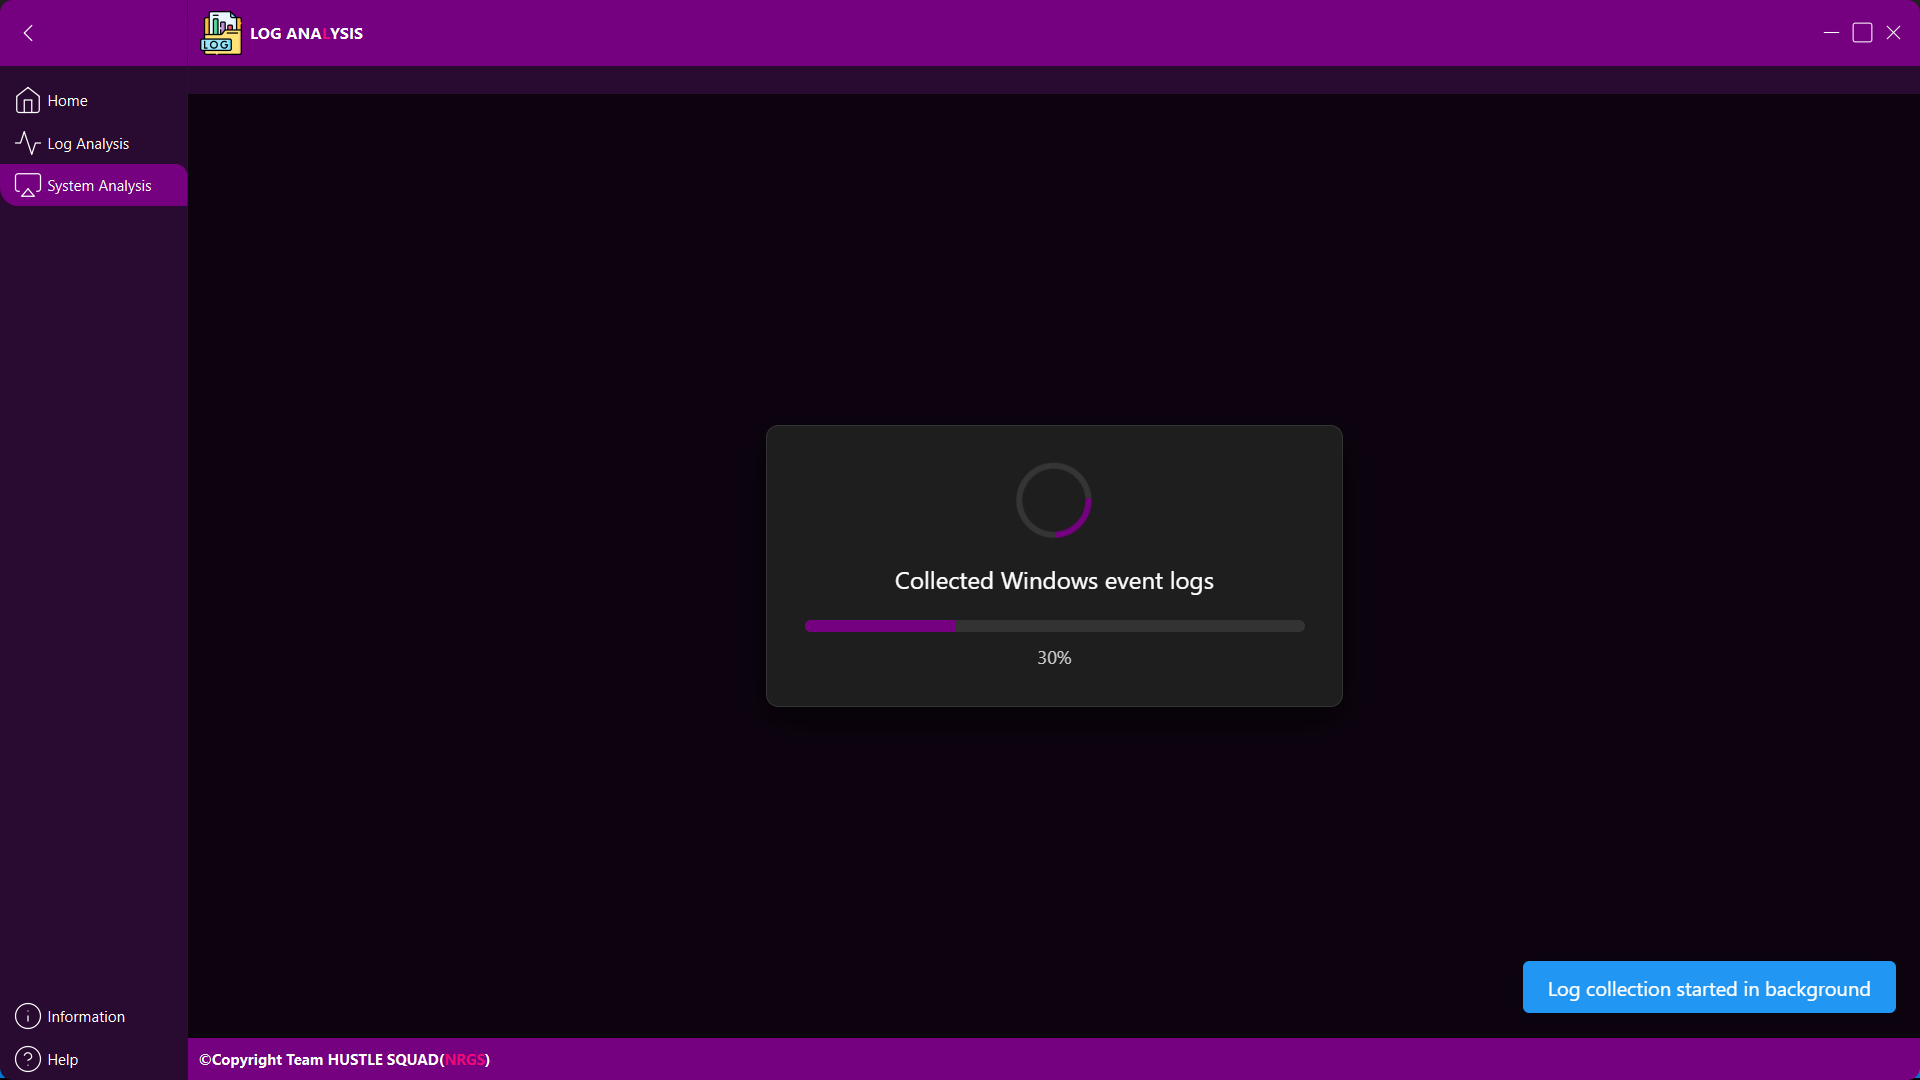 LOG
LOG ANALYSIS
Home
Log Analysis
System Analysis
Collected Windows event logs
30%
Log collection started in background
Information
Help
©Copyright Team HUSTLE SQUAD(NRGS)